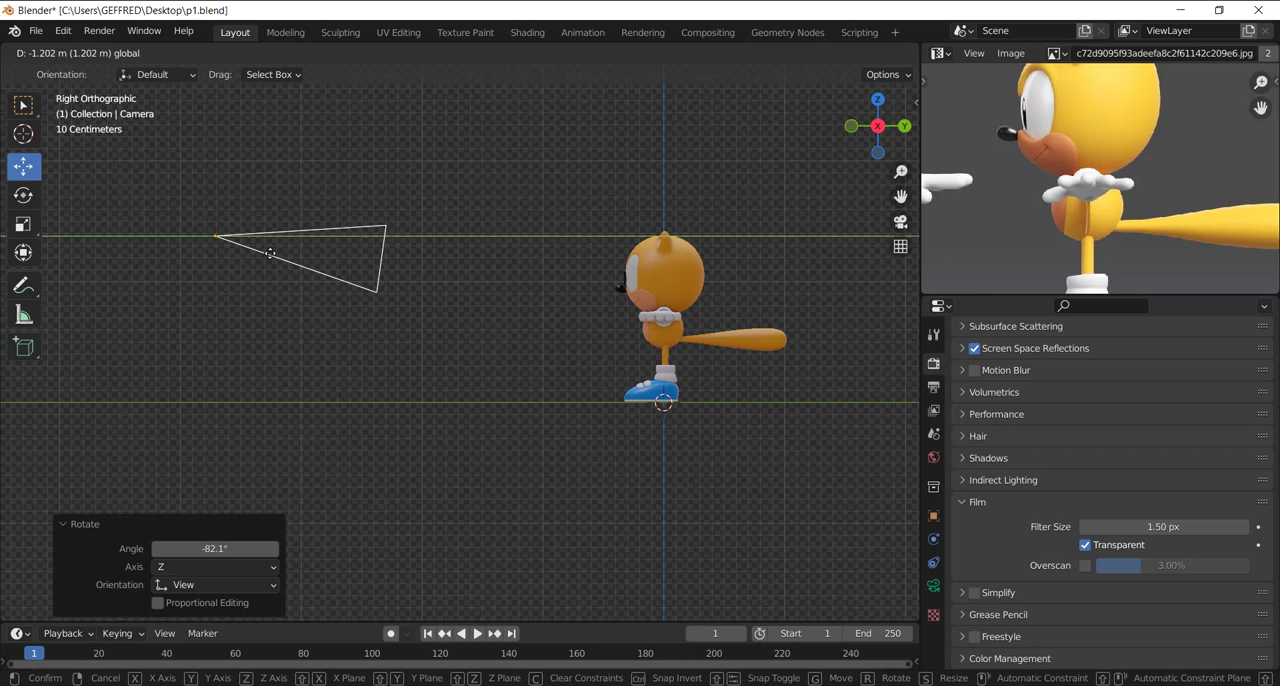 Blender* [C:\Users\GEFFRED\Desktop\p1.blend]
File Edit Render Window Help Layout Modeling Sculpting UV Editing Texture Paint Shading Animation Rendering Compositing Geometry Nodes Scripting + Scene ViewLayer
D: -1.202 m (1.202 m) global
View Image c72d9095f93adeefa8c2f61142c209e6.jpg 2
Orientation: Default Drag: Select Box Options
Right Orthographic
(1) Collection | Camera
10 Centimeters
Z
X
Y
Subsurface Scattering
Screen Space Reflections
Motion Blur
Volumetrics
Performance
Hair
Shadows
Indirect Lighting
Film
Filter Size 1.50 px
Transparent
Overscan 3.00%
Simplify
Grease Pencil
Freestyle
Color Management
Rotate
Angle -82.1°
Axis Z
Orientation View
Proportional Editing
Playback Keying View Marker 1 Start 1 End 250
1 20 40 60 80 100 120 140 160 180 200 220 240
Confirm Cancel X X Axis Y Y Axis Z Z Axis X X Plane Y Y Plane Z Z Plane C Clear Constraints Ctrl Snap Invert Snap Toggle G Move R Rotate S Resize Automatic Constraint Automatic Constraint Plane